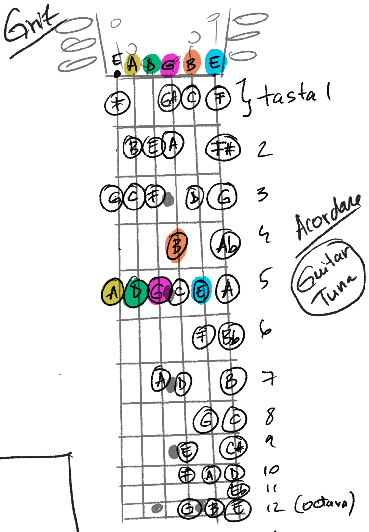 Grif
E A D G B E
F G# C F } tasta 1
B E A F# 2
G C F D G 3
B Ab 4
Acordare
A D G C E A 5
Guitar
Tuna
F Bb 6
A D B 7
G C 8
E C# 9
F A D 10
Eb 11
G B E 12 (octava)